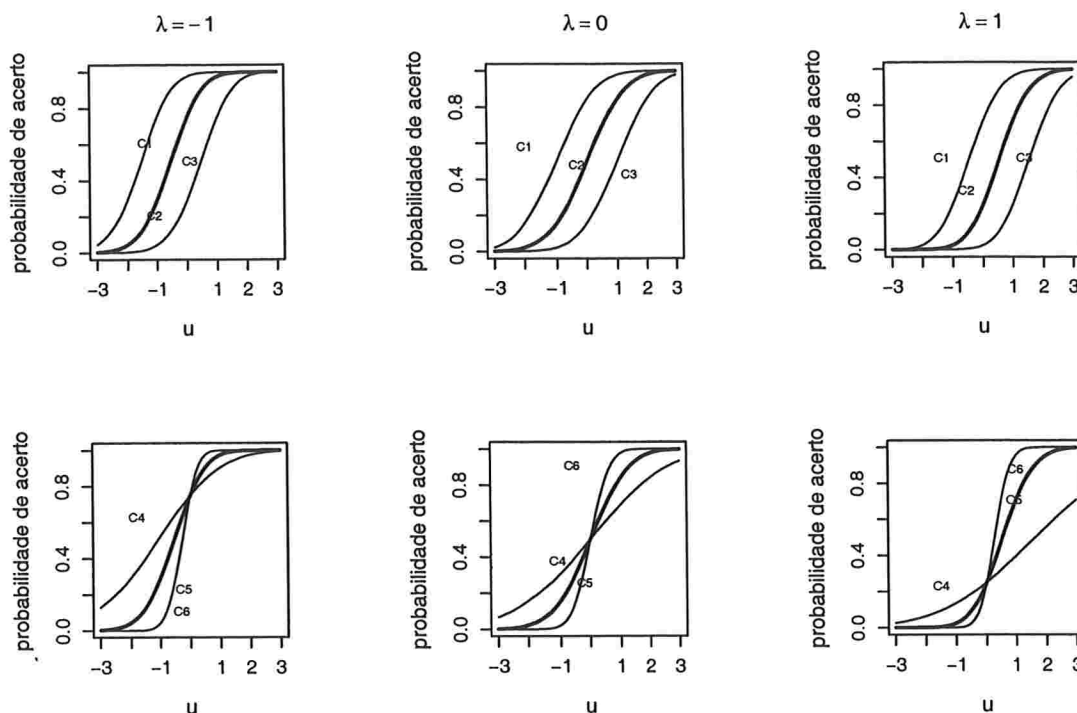 λ = – 1
λ = 0
λ = 1
probabilidade de acerto
0.0 0.4 0.8
C1
C2
C3
-3 -1 1 2 3
u
probabilidade de acerto
0.0 0.4 0.8
C1
C2
C3
-3 -1 1 2 3
u
probabilidade de acerto
0.0 0.4 0.8
C1
C2
C3
-3 -1 1 2 3
u
probabilidade de acerto
0.0 0.4 0.8
C4
C5
C6
-3 -1 1 2 3
u
probabilidade de acerto
0.0 0.4 0.8
C6
C4
C5
-3 -1 1 2 3
u
probabilidade de acerto
0.0 0.4 0.8
C6
C5
C4
-3 -1 1 2 3
u